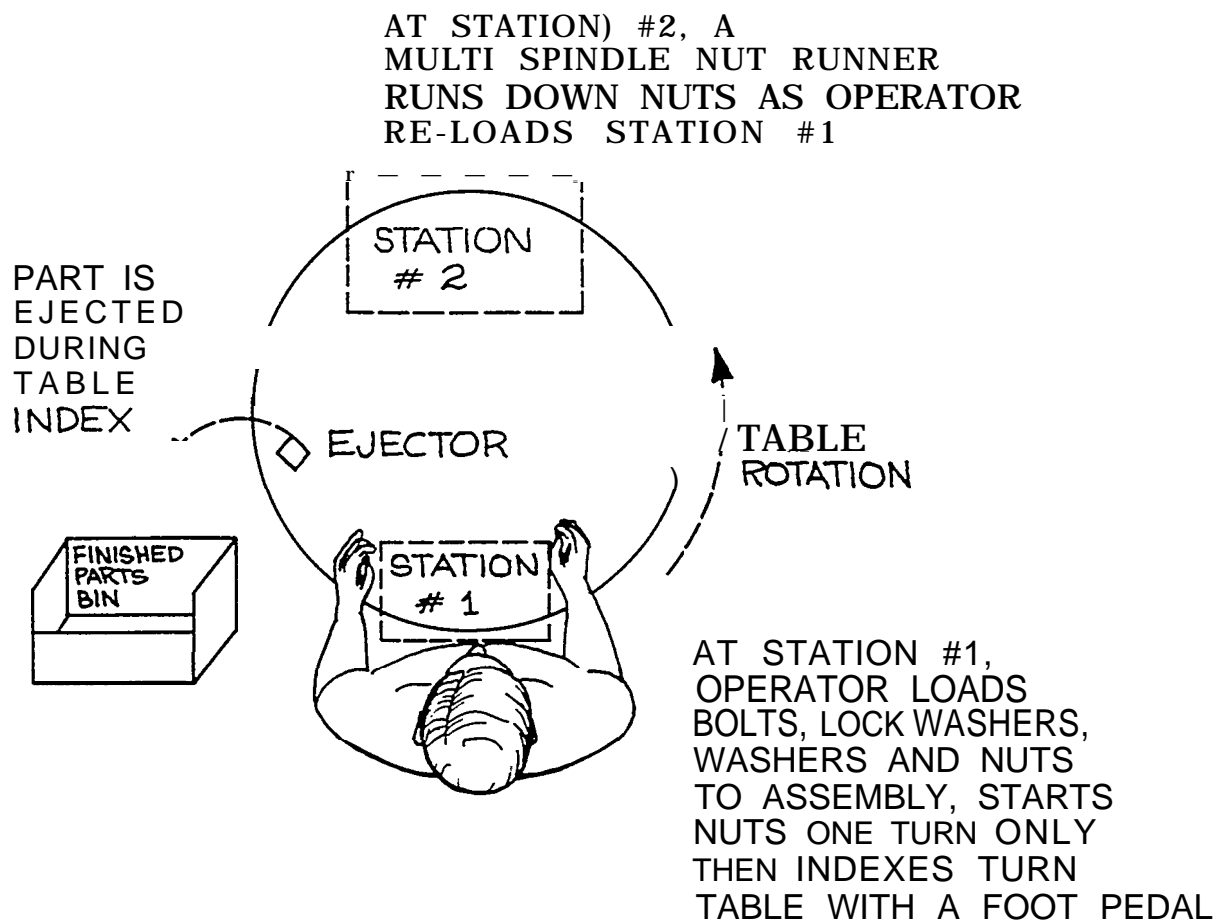 AT STATION) #2, A
MULTI SPINDLE NUT RUNNER
RUNS DOWN NUTS AS OPERATOR
RE-LOADS STATION #1
STATION
# 2
PART IS
EJECTED
DURING
TABLE
INDEX
EJECTOR
TABLE
ROTATION
FINISHED
PARTS
BIN
STATION
# 1
AT STATION #1,
OPERATOR LOADS
BOLTS, LOCK WASHERS,
WASHERS AND NUTS
TO ASSEMBLY, STARTS
NUTS ONE TURN ONLY
THEN INDEXES TURN
TABLE WITH A FOOT PEDAL